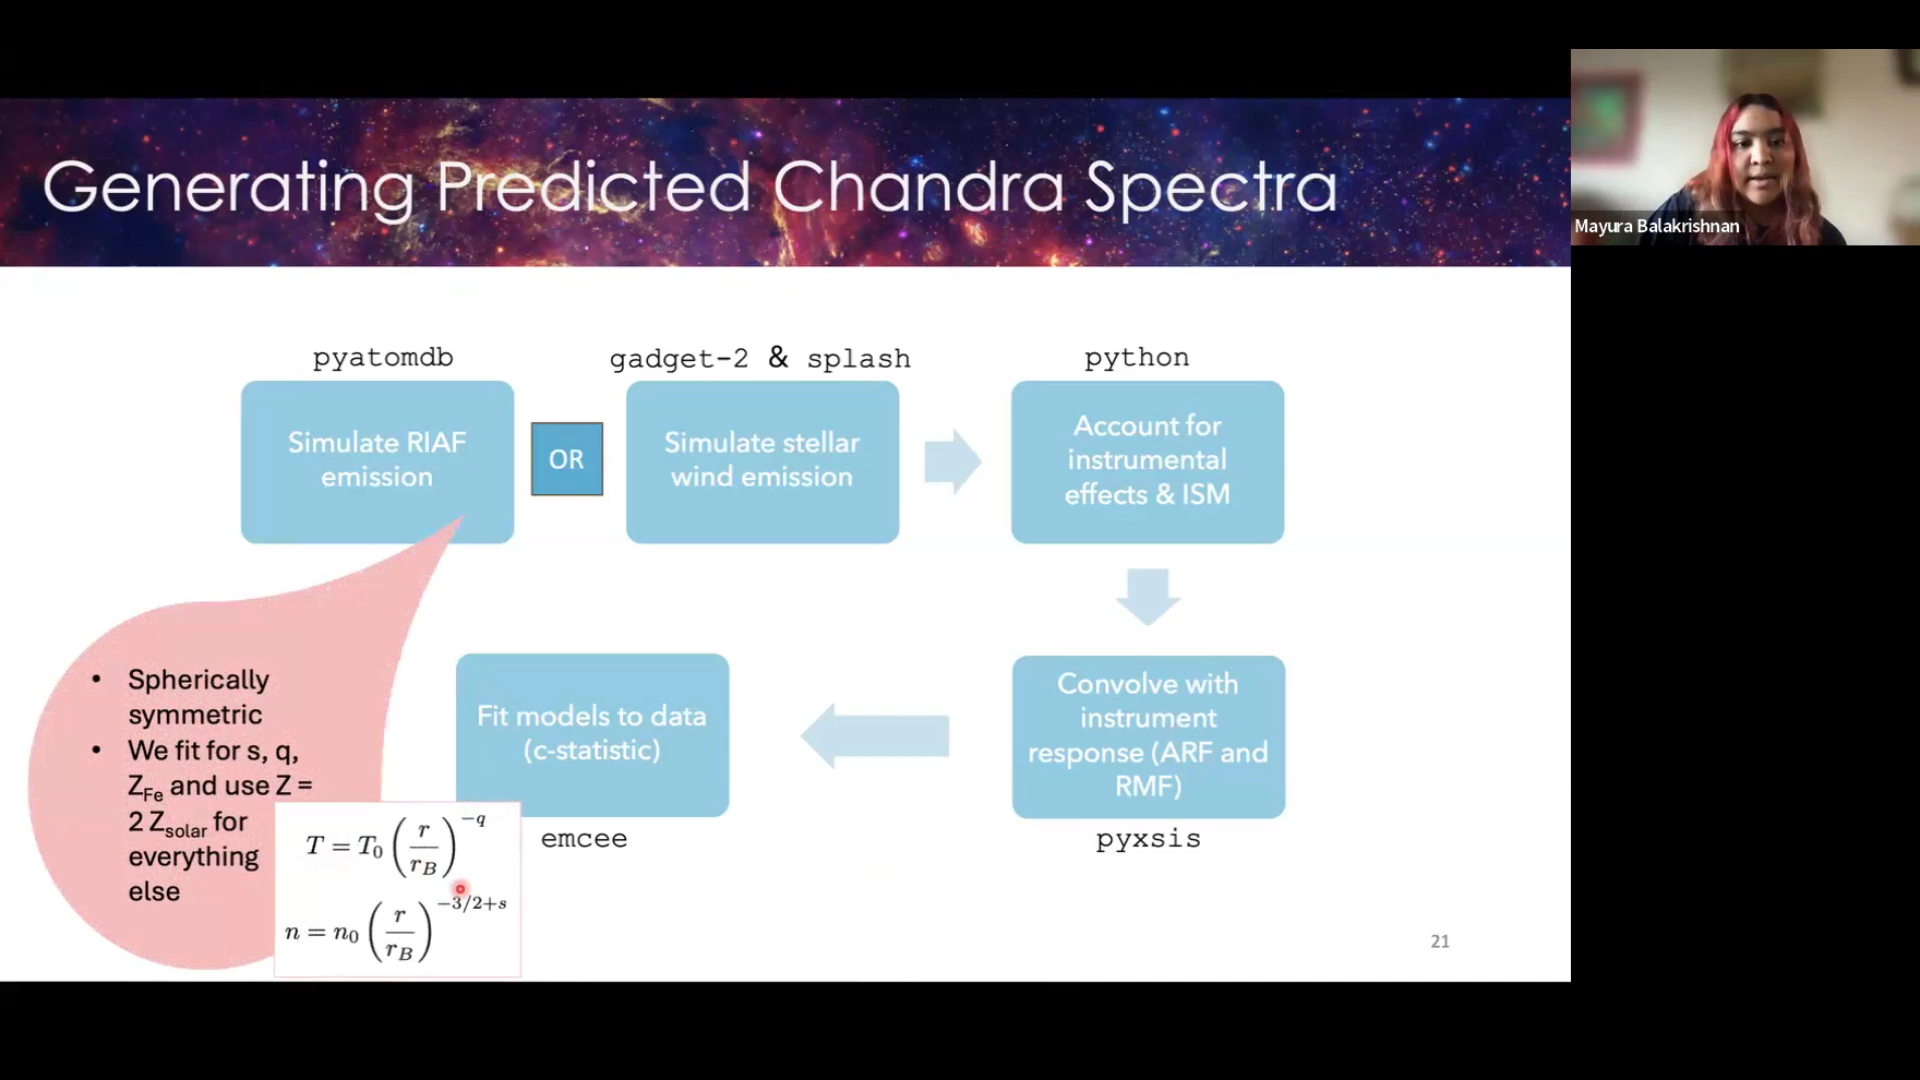 Generating Predicted Chandra Spectra
Mayura Balakrishnan
pyatomdb
gadget-2 & splash
python
Simulate RIAF
emission
OR
Simulate stellar
wind emission
Account for
instrumental
effects & ISM
• Spherically
symmetric
• We fit for s, q,
Z_Fe and use Z =
2 Z_solar for
everything
else
T = T_0 (r / r_B)^{-q}
n = n_0 (r / r_B)^{-3/2+s}
Fit models to data
(c-statistic)
emcee
Convolve with
instrument
response (ARF and
RMF)
pyxsis
21